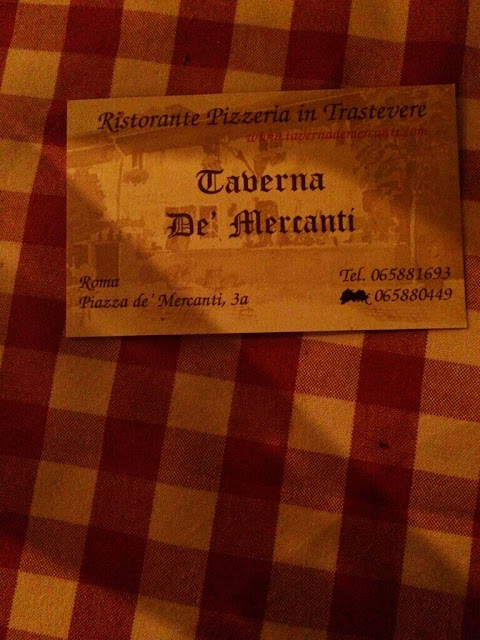 Ristorante Pizzeria in Trastevere
www.tavernademercanti.com
Taverna
De' Mercanti
Roma
Piazza de' Mercanti, 3a
Tel. 065881693
065880449